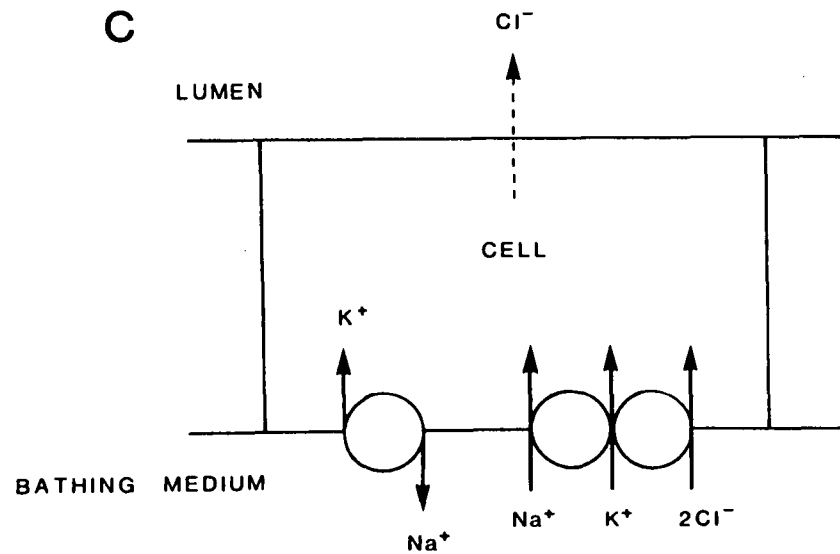 C
Cl⁻
LUMEN
CELL
K⁺
BATHING MEDIUM
Na⁺
Na⁺ K⁺ 2Cl⁻